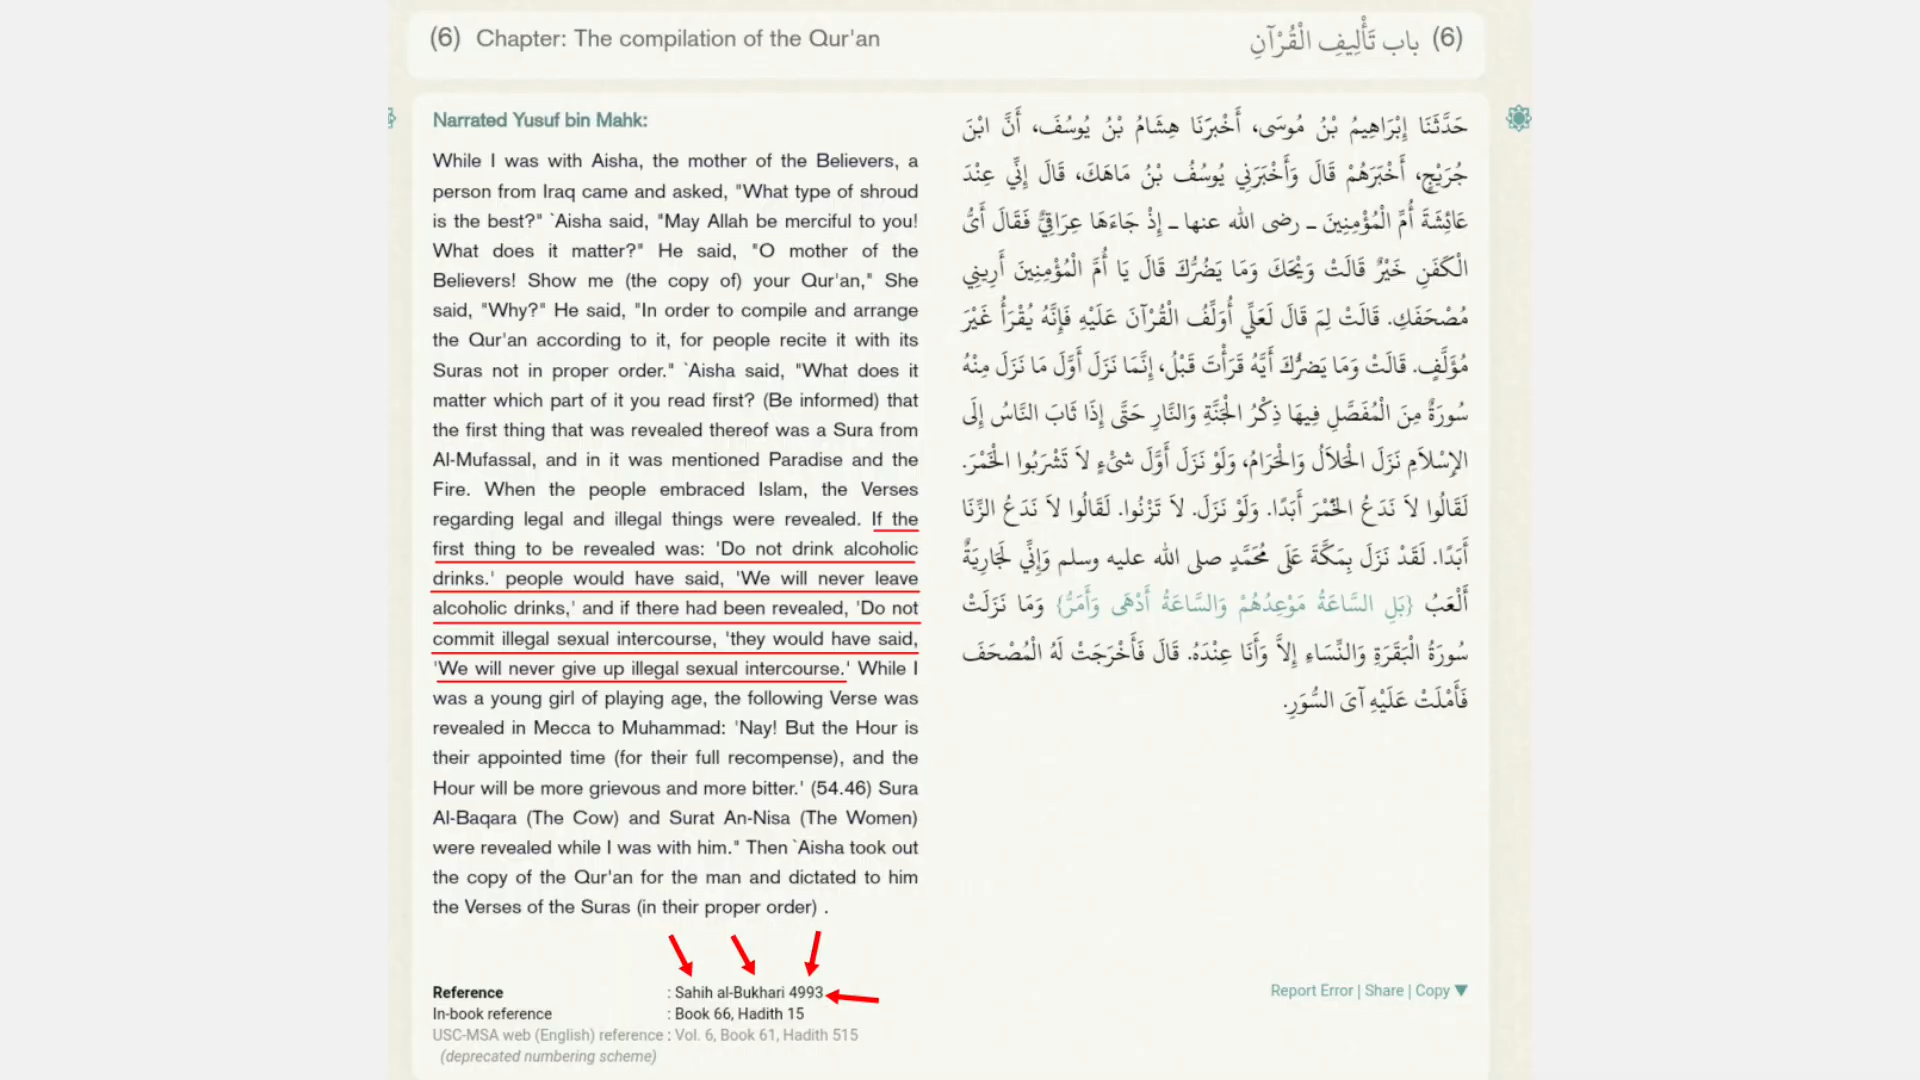 (6) Chapter: The compilation of the Qur'an
(6) باب تَأْلِيفِ الْقُرْآنِ
Narrated Yusuf bin Mahk:
While I was with Aisha, the mother of the Believers, a
person from Iraq came and asked, "What type of shroud
is the best?" `Aisha said, "May Allah be merciful to you!
What does it matter?" He said, "O mother of the
Believers! Show me (the copy of) your Qur'an," She
said, "Why?" He said, "In order to compile and arrange
the Qur'an according to it, for people recite it with its
Suras not in proper order." `Aisha said, "What does it
matter which part of it you read first? (Be informed) that
the first thing that was revealed thereof was a Sura from
Al-Mufassal, and in it was mentioned Paradise and the
Fire. When the people embraced Islam, the Verses
regarding legal and illegal things were revealed. If the
first thing to be revealed was: 'Do not drink alcoholic
drinks.' people would have said, 'We will never leave
alcoholic drinks,' and if there had been revealed, 'Do not
commit illegal sexual intercourse, 'they would have said,
'We will never give up illegal sexual intercourse.' While I
was a young girl of playing age, the following Verse was
revealed in Mecca to Muhammad: 'Nay! But the Hour is
their appointed time (for their full recompense), and the
Hour will be more grievous and more bitter.' (54.46) Sura
Al-Baqara (The Cow) and Surat An-Nisa (The Women)
were revealed while I was with him." Then `Aisha took out
the copy of the Qur'an for the man and dictated to him
the Verses of the Suras (in their proper order) .
حَدَّثَنَا إِبْرَاهِيمُ بْنُ مُوسَى، أَخْبَرَنَا هِشَامُ بْنُ يُوسُفَ، أَنَّ ابْنَ
جُرَيْجٍ، أَخْبَرَهُمْ قَالَ وَأَخْبَرَنِي يُوسُفُ بْنُ مَاهَكَ، قَالَ إِنِّي عِنْدَ
عَائِشَةَ أُمِّ الْمُؤْمِنِينَ ـ رضى الله عنها ـ إِذْ جَاءَهَا عِرَاقِيٌّ فَقَالَ أَىُّ
الْكَفَنِ خَيْرٌ قَالَتْ وَيْحَكَ وَمَا يَضُرُّكَ قَالَ يَا أُمَّ الْمُؤْمِنِينَ أَرِينِي
مُصْحَفَكِ. قَالَتْ لِمَ قَالَ لَعَلِّي أُوَلِّفُ الْقُرْآنَ عَلَيْهِ فَإِنَّهُ يُقْرَأُ غَيْرَ
مُؤَلَّفٍ. قَالَتْ وَمَا يَضُرُّكَ أَيَّهُ قَرَأْتَ قَبْلُ، إِنَّمَا نَزَلَ أَوَّلَ مَا نَزَلَ مِنْهُ
سُورَةٌ مِنَ الْمُفَصَّلِ فِيهَا ذِكْرُ الْجَنَّةِ وَالنَّارِ حَتَّى إِذَا ثَابَ النَّاسُ إِلَى
الإِسْلاَمِ نَزَلَ الْحَلاَلُ وَالْحَرَامُ، وَلَوْ نَزَلَ أَوَّلَ شَىْءٍ لاَ تَشْرَبُوا الْخَمْرَ.
لَقَالُوا لاَ نَدَعُ الْخَمْرَ أَبَدًا. وَلَوْ نَزَلَ. لاَ تَزْنُوا. لَقَالُوا لاَ نَدَعُ الزِّنَا
أَبَدًا. لَقَدْ نَزَلَ بِمَكَّةَ عَلَى مُحَمَّدٍ صلى الله عليه وسلم وَإِنِّي لَجَارِيَةٌ
أَلْعَبُ {بَلِ السَّاعَةُ مَوْعِدُهُمْ وَالسَّاعَةُ أَدْهَى وَأَمَرُّ} وَمَا نَزَلَتْ
سُورَةُ الْبَقَرَةِ وَالنِّسَاءِ إِلاَّ وَأَنَا عِنْدَهُ. قَالَ فَأَخْرَجَتْ لَهُ الْمُصْحَفَ
فَأَمْلَتْ عَلَيْهِ آىَ السُّوَرِ.
Reference : Sahih al-Bukhari 4993
In-book reference : Book 66, Hadith 15
USC-MSA web (English) reference : Vol. 6, Book 61, Hadith 515
(deprecated numbering scheme)
Report Error | Share | Copy ▼